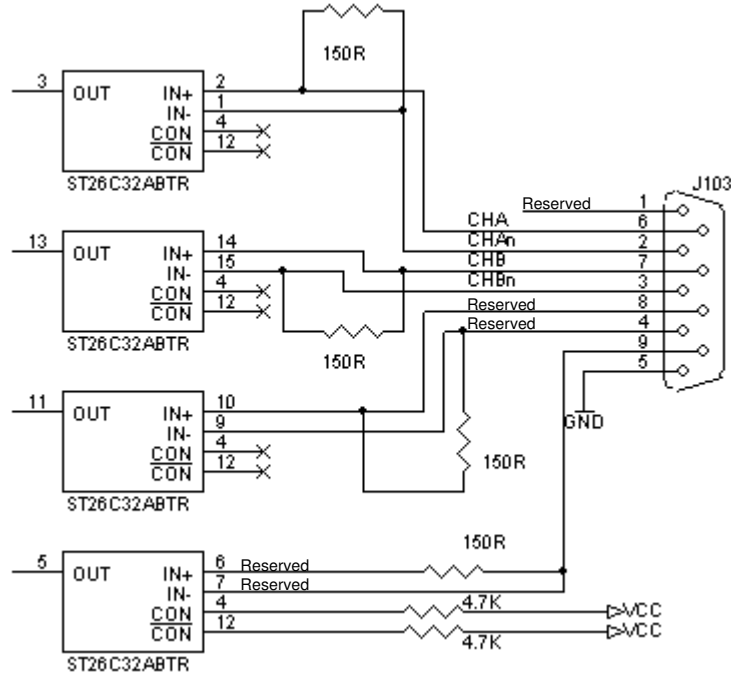 150R
3 OUT IN+ 2
IN- 1
CON 4
CON 12
ST26C32ABTR
J103
Reserved 1
CHA 6
CHAn 2
CHB 7
CHBn 3
Reserved 8
Reserved 4
9
5
GND
13 OUT IN+ 14
IN- 15
CON 4
CON 12
ST26C32ABTR
150R
11 OUT IN+ 10
IN- 9
CON 4
CON 12
ST26C32ABTR
150R
150R
5 OUT IN+ 6 Reserved
IN- 7 Reserved
CON 4 4.7K VCC
CON 12 4.7K VCC
ST26C32ABTR